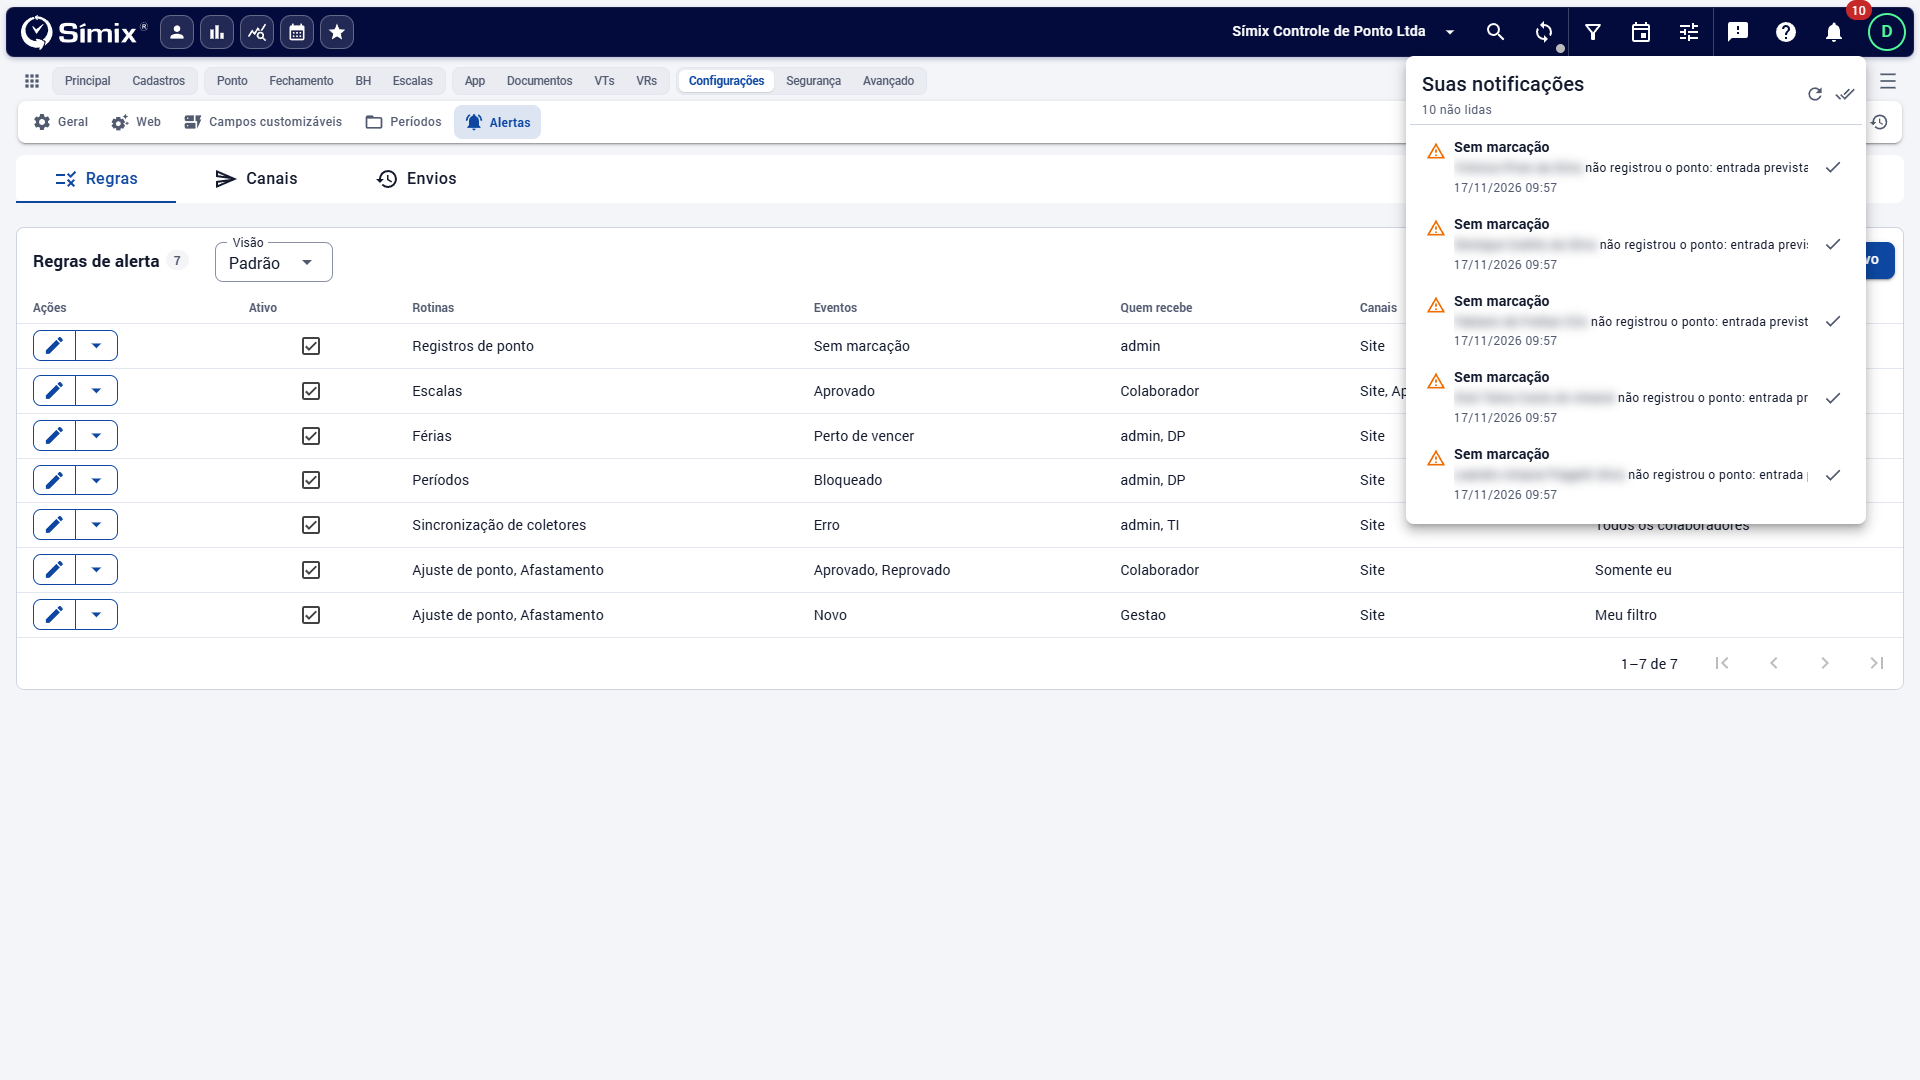 Símix®
Símix Controle de Ponto Ltda
10
D
Principal Cadastros Ponto Fechamento BH Escalas App Documentos VTs VRs Configurações Segurança Avançado
Geral Web Campos customizáveis Períodos Alertas
Regras Canais Envios
Regras de alerta 7
Visão
Padrão
vo
Ações Ativo Rotinas Eventos Quem recebe Canais
Registros de ponto Sem marcação admin Site
Escalas Aprovado Colaborador Site, Ap
Férias Perto de vencer admin, DP Site
Períodos Bloqueado admin, DP Site
Sincronização de coletores Erro admin, TI Site Todos os colaboradores
Ajuste de ponto, Afastamento Aprovado, Reprovado Colaborador Site Somente eu
Ajuste de ponto, Afastamento Novo Gestao Site Meu filtro
1–7 de 7
Suas notificações
10 não lidas
Sem marcação
não registrou o ponto: entrada prevista
17/11/2026 09:57
Sem marcação
não registrou o ponto: entrada previs
17/11/2026 09:57
Sem marcação
não registrou o ponto: entrada previst
17/11/2026 09:57
Sem marcação
não registrou o ponto: entrada pr
17/11/2026 09:57
Sem marcação
não registrou o ponto: entrada
17/11/2026 09:57